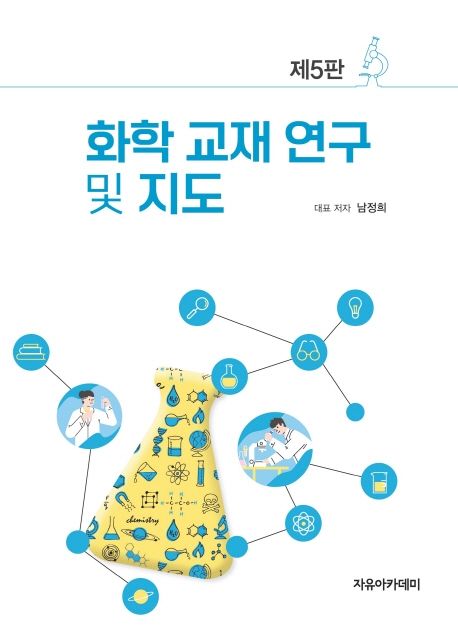 제5판
화학 교재 연구
및 지도
대표 저자 남정희
chemistry
자유아카데미